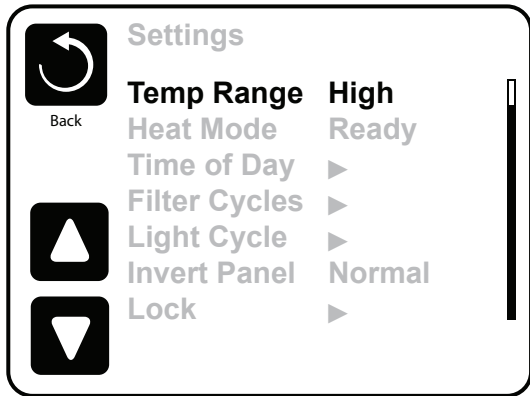 Settings
Temp Range High
Back
Heat Mode Ready
Time of Day ▶
Filter Cycles ▶
Light Cycle ▶
Invert Panel Normal
Lock ▶